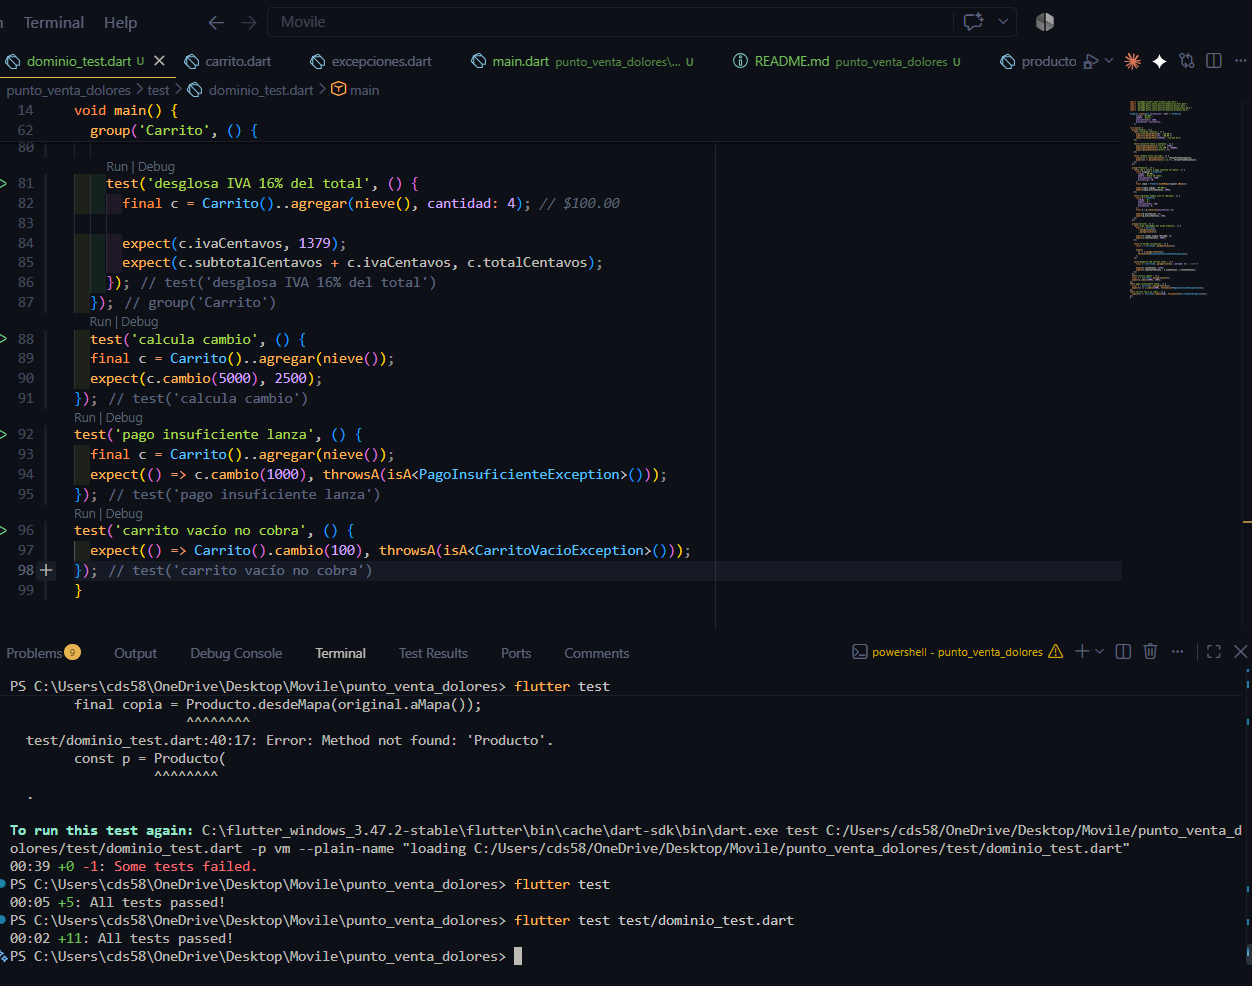 Terminal Help
Movile
dominio_test.dart U
carrito.dart
excepciones.dart
main.dart punto_venta_dolores\... U
README.md punto_venta_dolores U
producto
punto_venta_dolores > test > dominio_test.dart > main
14 void main() {
62 group('Carrito', () {
80
Run | Debug
81 test('desglosa IVA 16% del total', () {
82 final c = Carrito()..agregar(nieve(), cantidad: 4); // $100.00
83
84 expect(c.ivaCentavos, 1379);
85 expect(c.subtotalCentavos + c.ivaCentavos, c.totalCentavos);
86 }); // test('desglosa IVA 16% del total')
87 }); // group('Carrito')
Run | Debug
88 test('calcula cambio', () {
89 final c = Carrito()..agregar(nieve());
90 expect(c.cambio(5000), 2500);
91 }); // test('calcula cambio')
Run | Debug
92 test('pago insuficiente lanza', () {
93 final c = Carrito()..agregar(nieve());
94 expect(() => c.cambio(1000), throwsA(isA<PagoInsuficienteException>()));
95 }); // test('pago insuficiente lanza')
Run | Debug
96 test('carrito vacío no cobra', () {
97 expect(() => Carrito().cambio(100), throwsA(isA<CarritoVacioException>()));
98 }); // test('carrito vacío no cobra')
99 }
Problems 9 Output Debug Console Terminal Test Results Ports Comments
powershell - punto_venta_dolores
PS C:\Users\cds58\OneDrive\Desktop\Movile\punto_venta_dolores> flutter test
final copia = Producto.desdeMapa(original.aMapa());
^^^^^^^^
test/dominio_test.dart:40:17: Error: Method not found: 'Producto'.
const p = Producto(
^^^^^^^^
.
To run this test again: C:\flutter_windows_3.47.2-stable\flutter\bin\cache\dart-sdk\bin\dart.exe test C:/Users/cds58/OneDrive/Desktop/Movile/punto_venta_d
olores/test/dominio_test.dart -p vm --plain-name "loading C:/Users/cds58/OneDrive/Desktop/Movile/punto_venta_dolores/test/dominio_test.dart"
00:39 +0 -1: Some tests failed.
PS C:\Users\cds58\OneDrive\Desktop\Movile\punto_venta_dolores> flutter test
00:05 +5: All tests passed!
PS C:\Users\cds58\OneDrive\Desktop\Movile\punto_venta_dolores> flutter test test/dominio_test.dart
00:02 +11: All tests passed!
PS C:\Users\cds58\OneDrive\Desktop\Movile\punto_venta_dolores>